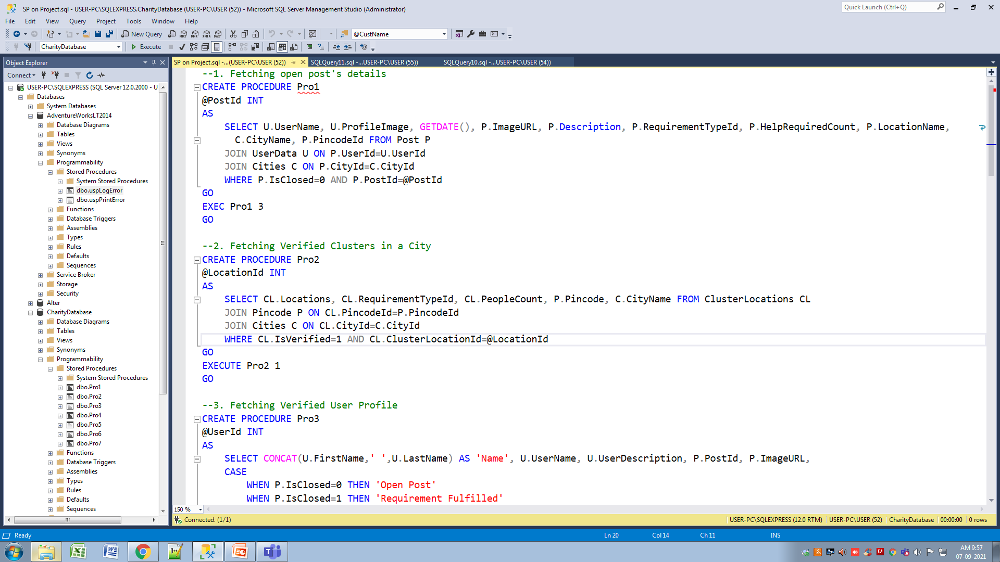 SP on Project.sql - USER-PC\SQLEXPRESS.CharityDatabase (USER-PC\USER (52)) - Microsoft SQL Server Management Studio (Administrator)
Quick Launch (Ctrl+Q)
File Edit View Query Project Tools Window Help
New Query
MDX DMX XMLA DAX
@CustName
CharityDatabase
Execute
Object Explorer
SP on Project.sql -...(USER-PC\USER (52))
SQLQuery11.sql -...USER-PC\USER (55))
SQLQuery10.sql -...USER-PC\USER (54))
Connect
USER-PC\SQLEXPRESS (SQL Server 12.0.2000 - U
Databases
System Databases
AdventureWorksLT2014
Database Diagrams
Tables
Views
Synonyms
Programmability
Stored Procedures
System Stored Procedures
dbo.uspLogError
dbo.uspPrintError
Functions
Database Triggers
Assemblies
Types
Rules
Defaults
Sequences
Service Broker
Storage
Security
Alter
CharityDatabase
Database Diagrams
Tables
Views
Synonyms
Programmability
Stored Procedures
System Stored Procedures
dbo.Pro1
dbo.Pro2
dbo.Pro3
dbo.Pro4
dbo.Pro5
dbo.Pro6
dbo.Pro7
Functions
Database Triggers
Assemblies
Types
Rules
Defaults
Sequences
--1. Fetching open post's details
CREATE PROCEDURE Pro1
@PostId INT
AS
SELECT U.UserName, U.ProfileImage, GETDATE(), P.ImageURL, P.Description, P.RequirementTypeId, P.HelpRequiredCount, P.LocationName,
C.CityName, P.PincodeId FROM Post P
JOIN UserData U ON P.UserId=U.UserId
JOIN Cities C ON P.CityId=C.CityId
WHERE P.IsClosed=0 AND P.PostId=@PostId
GO
EXEC Pro1 3
GO
--2. Fetching Verified Clusters in a City
CREATE PROCEDURE Pro2
@LocationId INT
AS
SELECT CL.Locations, CL.RequirementTypeId, CL.PeopleCount, P.Pincode, C.CityName FROM ClusterLocations CL
JOIN Pincode P ON CL.PincodeId=P.PincodeId
JOIN Cities C ON CL.CityId=C.CityId
WHERE CL.IsVerified=1 AND CL.ClusterLocationId=@LocationId
GO
EXECUTE Pro2 1
GO
--3. Fetching Verified User Profile
CREATE PROCEDURE Pro3
@UserId INT
AS
SELECT CONCAT(U.FirstName,' ',U.LastName) AS 'Name', U.UserName, U.UserDescription, P.PostId, P.ImageURL,
CASE
WHEN P.IsClosed=0 THEN 'Open Post'
WHEN P.IsClosed=1 THEN 'Requirement Fulfilled'
150 %
Connected. (1/1)
USER-PC\SQLEXPRESS (12.0 RTM) USER-PC\USER (52) CharityDatabase 00:00:00 0 rows
Ready
Ln 20 Col 14 Ch 11 INS
AM 9:57
07-09-2021